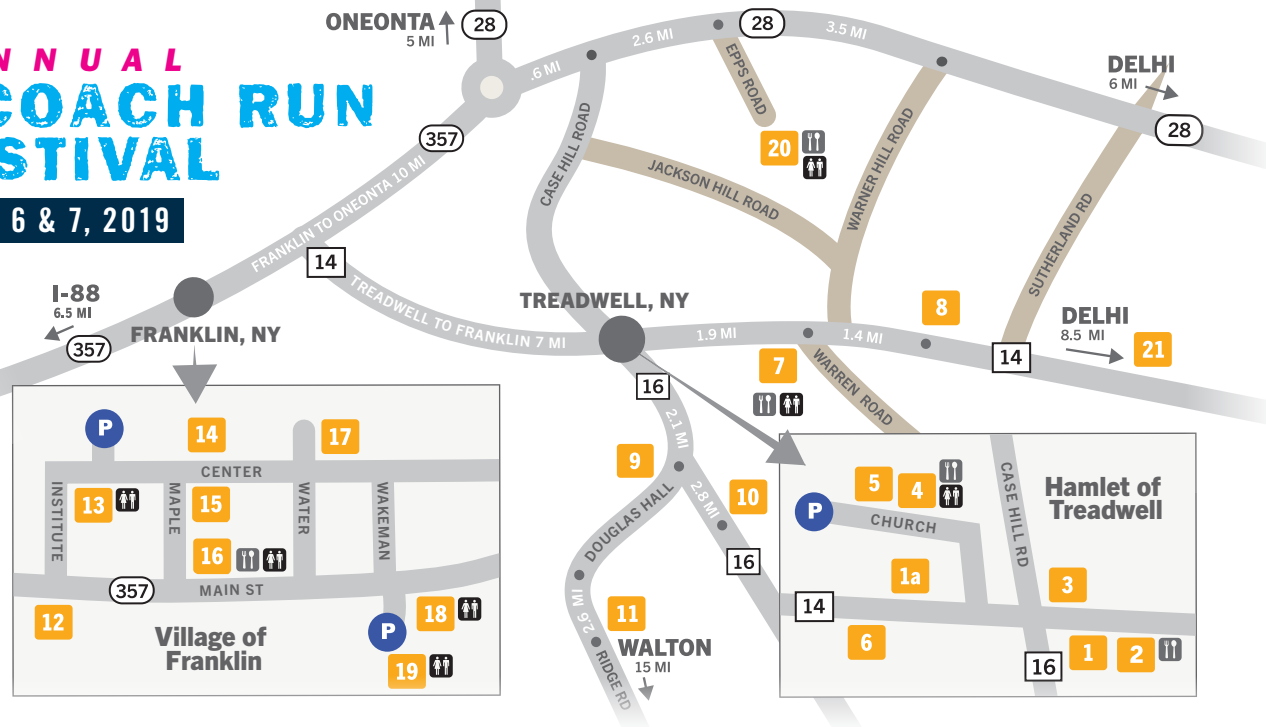 NNUAL
COACH RUN
STIVAL
6 & 7, 2019
ONEONTA
5 MI
28
.6 MI
2.6 MI
28
3.5 MI
DELHI
6 MI
28
357
EPPS ROAD
20
CASE HILL ROAD
JACKSON HILL ROAD
WARNER HILL ROAD
SUTHERLAND RD
FRANKLIN TO ONEONTA 10 MI
14
TREADWELL TO FRANKLIN 7 MI
I-88
6.5 MI
357
FRANKLIN, NY
TREADWELL, NY
1.9 MI
1.4 MI
8
14
DELHI
8.5 MI
21
7
WARREN ROAD
16
2.1 MI
9
2.8 MI
10
16
DOUGLAS HALL
2.6 MI
11
RIDGE RD
WALTON
15 MI
P
14
17
CENTER
INSTITUTE
13
MAPLE
15
WATER
WAKEMAN
16
357
MAIN ST
12
Village of
Franklin
P
18
19
5
4
P
CHURCH
CASE HILL RD
Hamlet of
Treadwell
1a
3
14
6
16
1
2